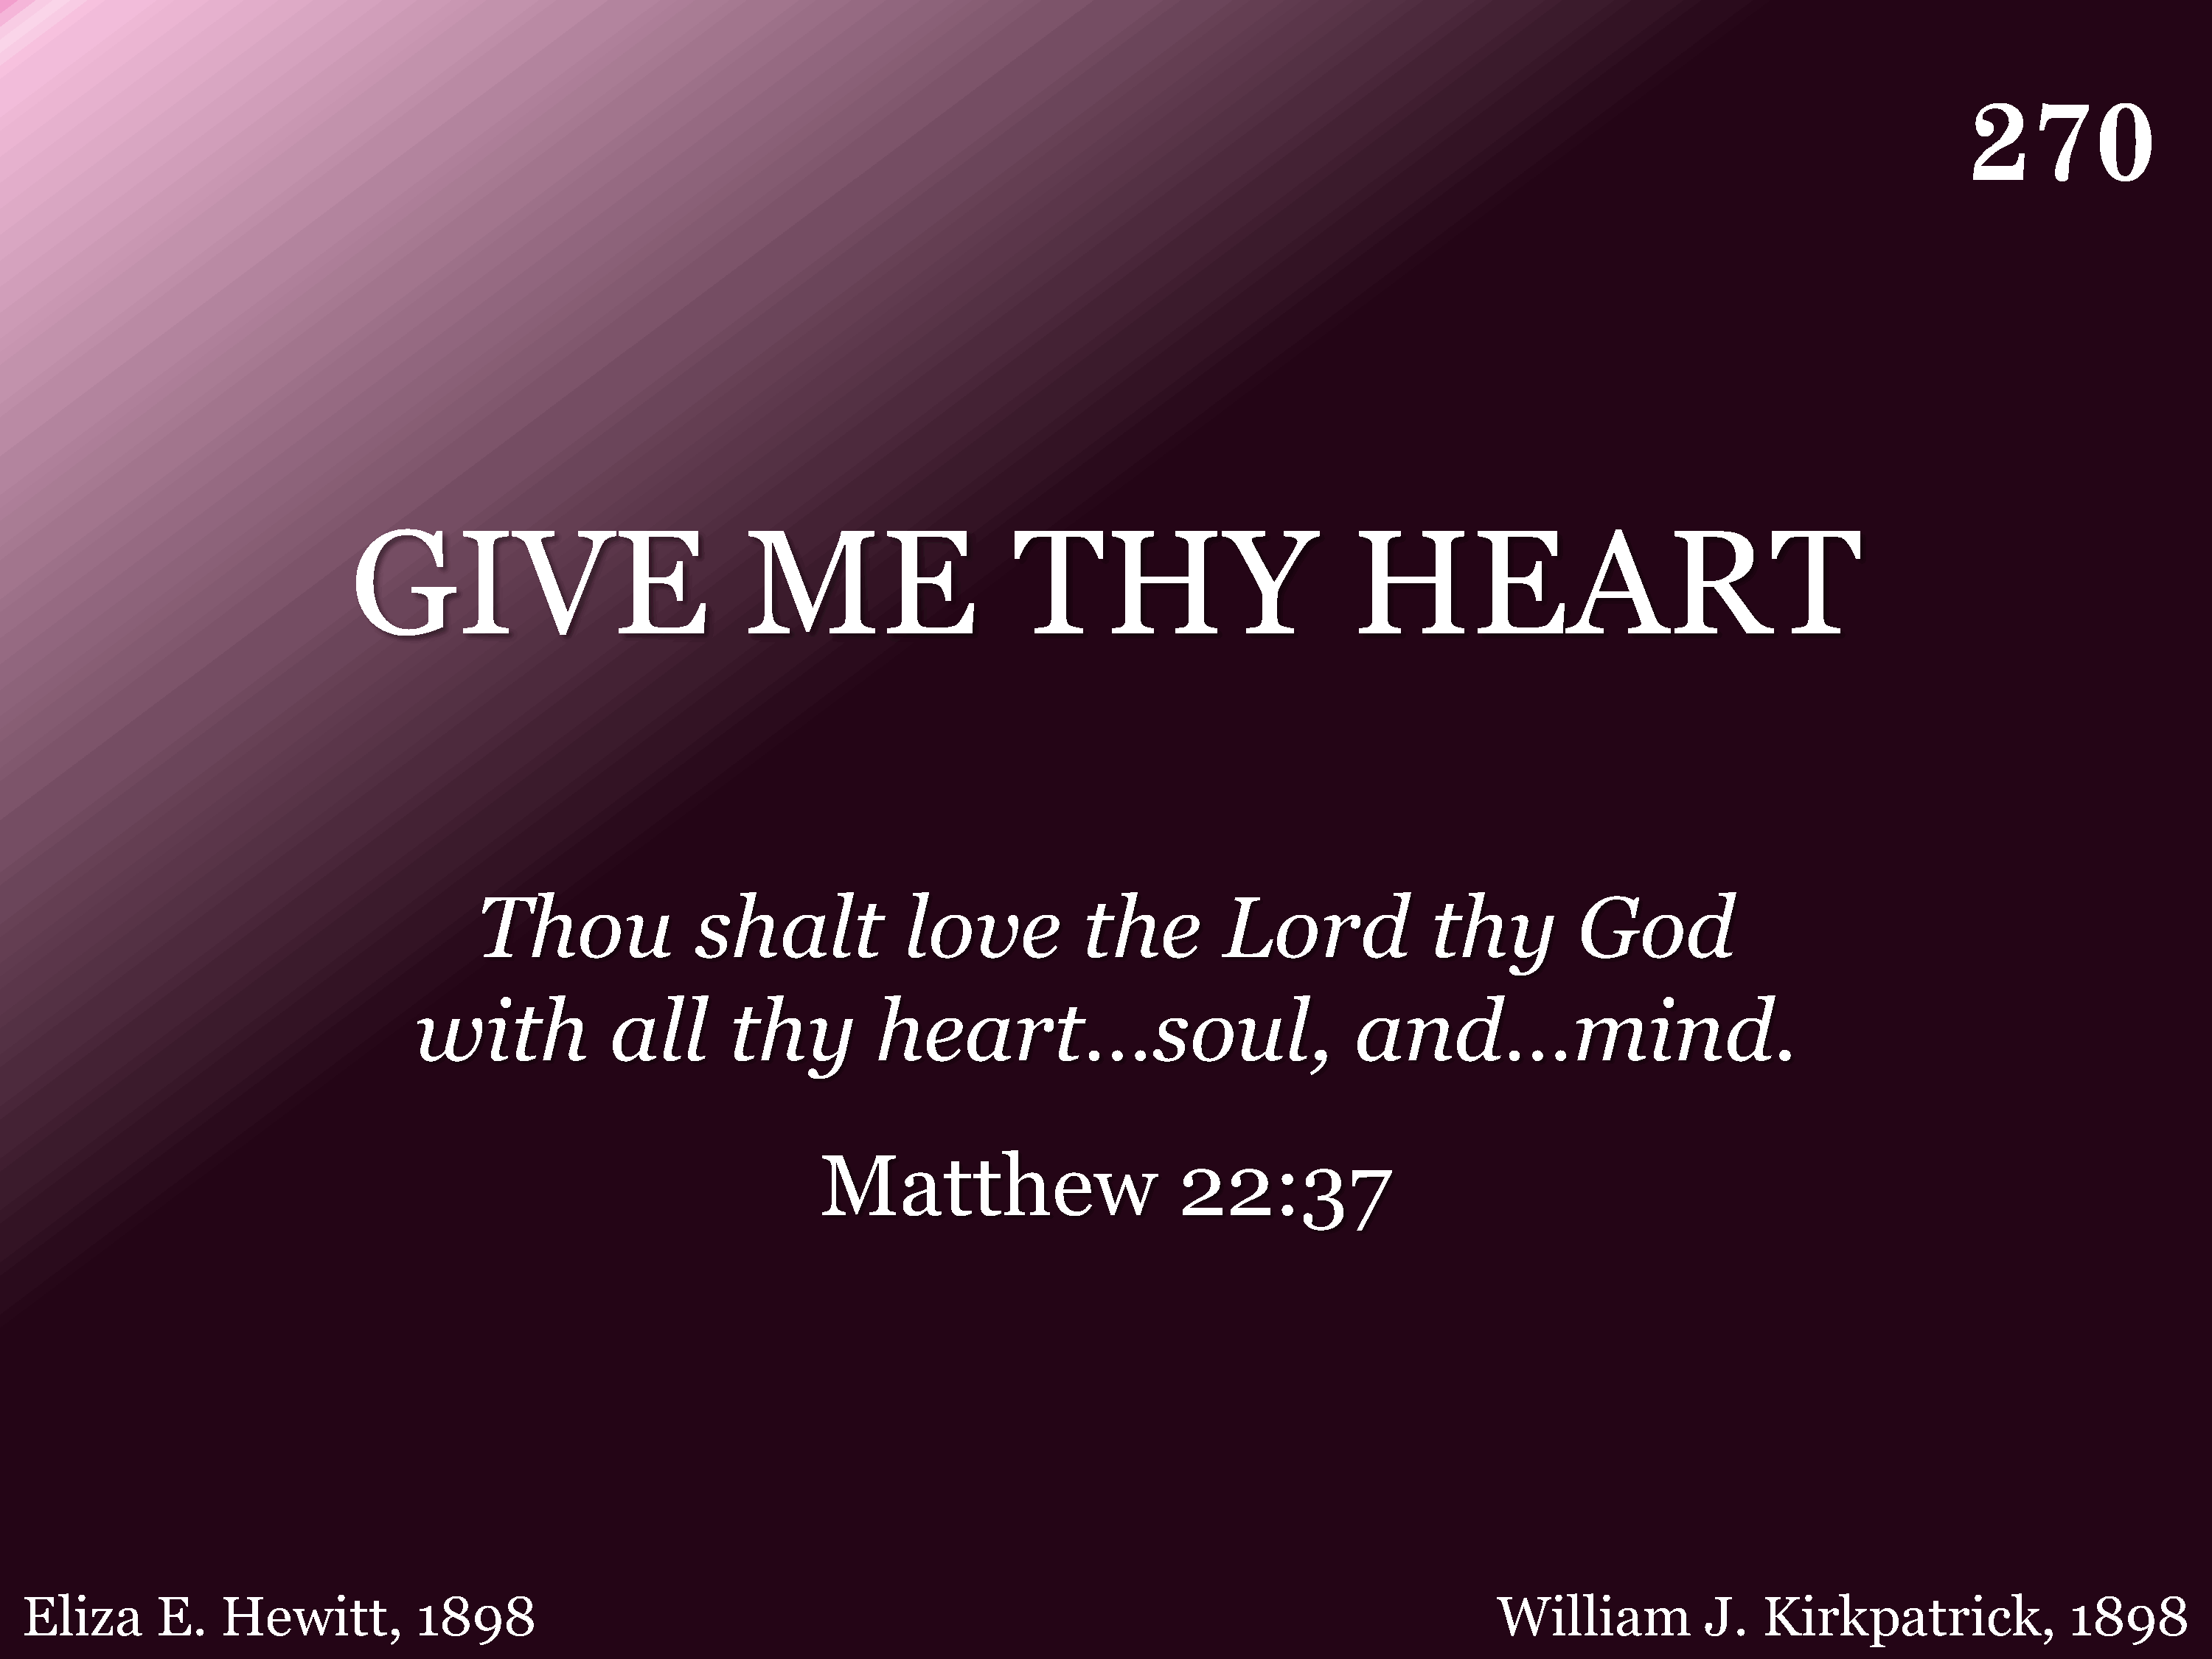 270
GIVE ME THY HEART
Thou shalt love the Lord thy God
with all thy heart…soul, and…mind.
Matthew 22:37
Eliza E. Hewitt, 1898
William J. Kirkpatrick, 1898